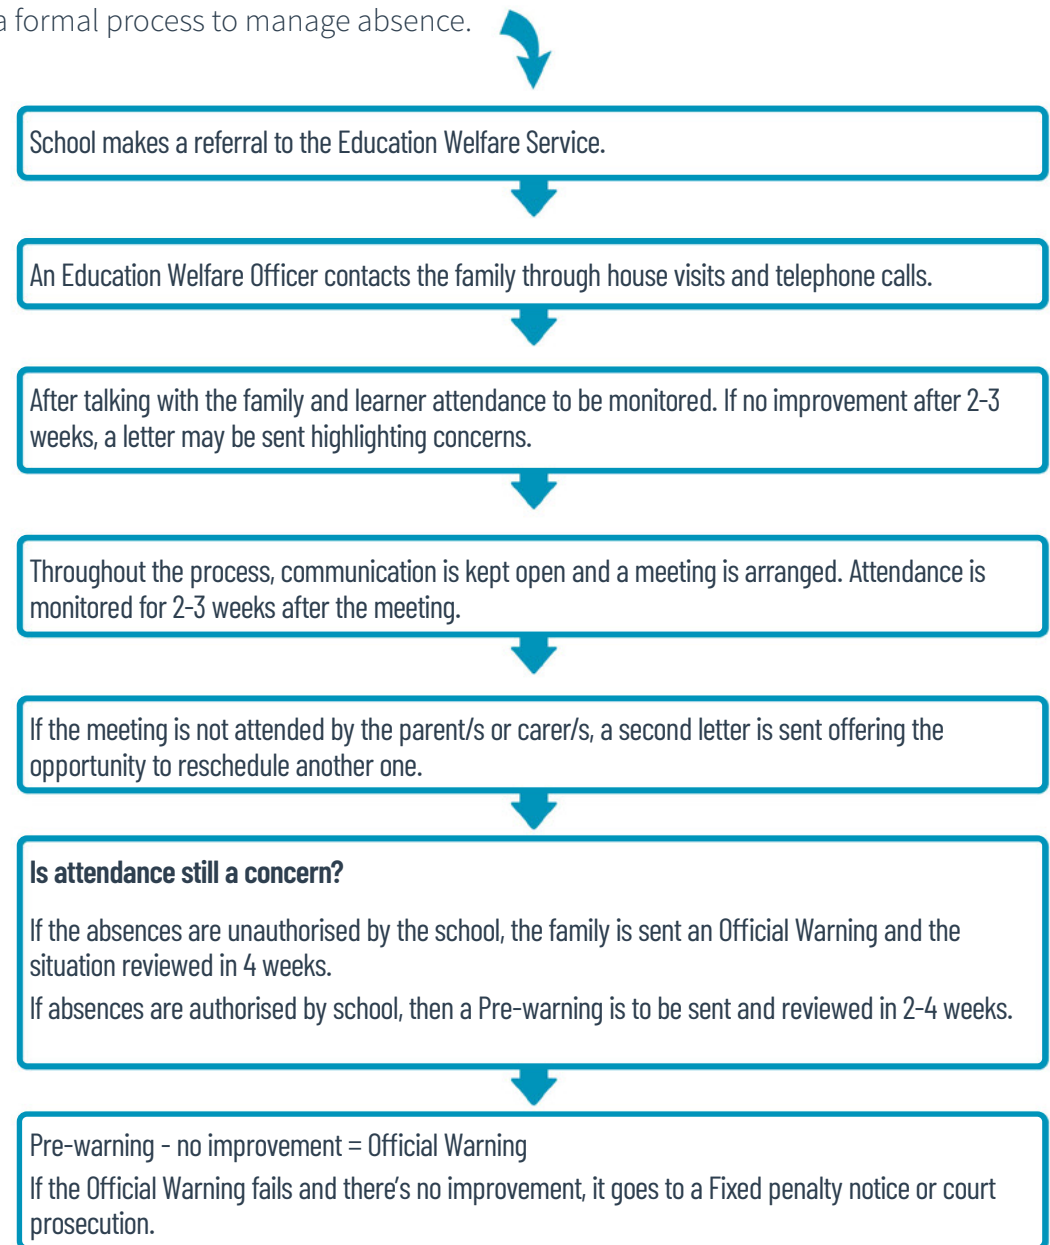 a formal process to manage absence.
School makes a referral to the Education Welfare Service.
An Education Welfare Officer contacts the family through house visits and telephone calls.
After talking with the family and learner attendance to be monitored. If no improvement after 2-3
weeks, a letter may be sent highlighting concerns.
Throughout the process, communication is kept open and a meeting is arranged. Attendance is
monitored for 2-3 weeks after the meeting.
If the meeting is not attended by the parent/s or carer/s, a second letter is sent offering the
opportunity to reschedule another one.
Is attendance still a concern?
If the absences are unauthorised by the school, the family is sent an Official Warning and the
situation reviewed in 4 weeks.
If absences are authorised by school, then a Pre-warning is to be sent and reviewed in 2-4 weeks.
Pre-warning - no improvement = Official Warning
If the Official Warning fails and there's no improvement, it goes to a Fixed penalty notice or court
prosecution.